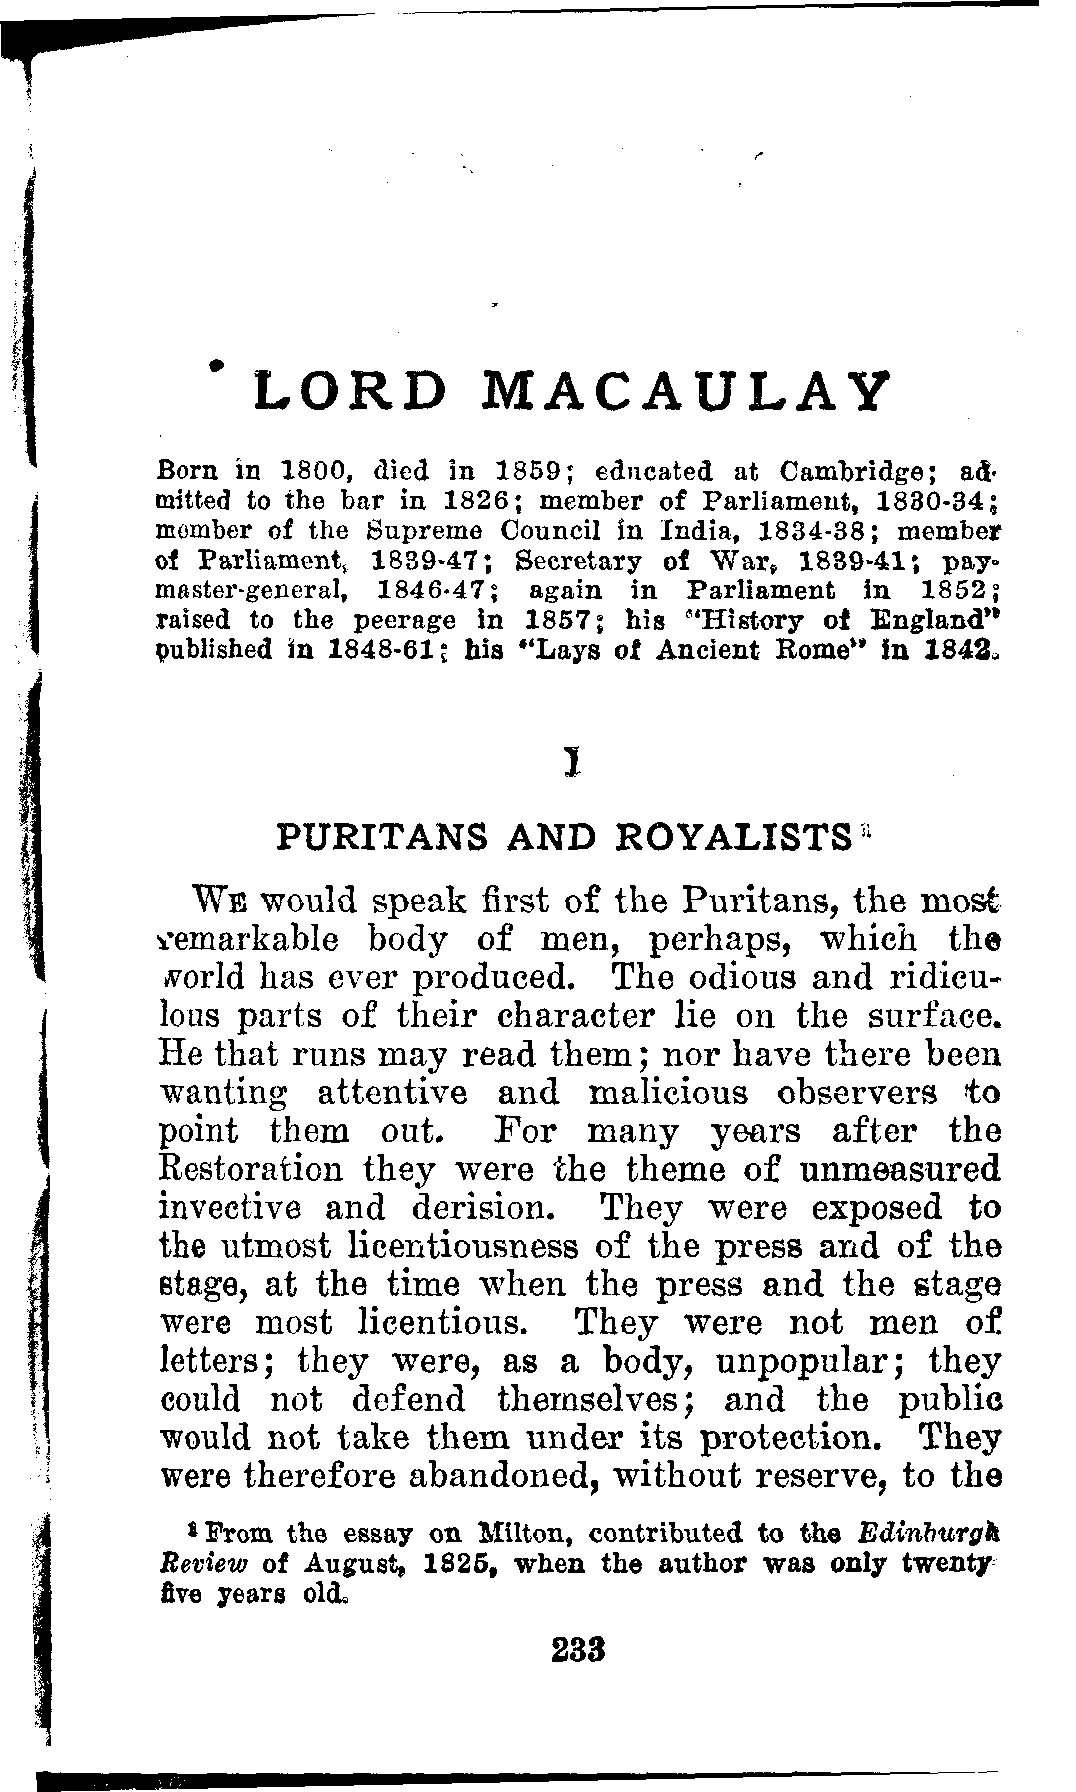 LORD MACAULAY
Born in 1800, died in 1859; educated at Cambridge; ad-
mitted to the bar in 1826; member of Parliament, 1830-34;
member of the Supreme Council in India, 1834-38; member
of Parliament, 1839-47; Secretary of War, 1839-41; pay-
master-general, 1846-47; again in Parliament in 1852;
raised to the peerage in 1857; his "History of England"
published in 1848-61; his "Lays of Ancient Rome" in 1842.
I
PURITANS AND ROYALISTS¹
WE would speak first of the Puritans, the most
remarkable body of men, perhaps, which the
world has ever produced. The odious and ridicu-
lous parts of their character lie on the surface.
He that runs may read them; nor have there been
wanting attentive and malicious observers to
point them out. For many years after the
Restoration they were the theme of unmeasured
invective and derision. They were exposed to
the utmost licentiousness of the press and of the
stage, at the time when the press and the stage
were most licentious. They were not men of
letters; they were, as a body, unpopular; they
could not defend themselves; and the public
would not take them under its protection. They
were therefore abandoned, without reserve, to the
¹ From the essay on Milton, contributed to the Edinburgh
Review of August, 1825, when the author was only twenty
five years old.
233